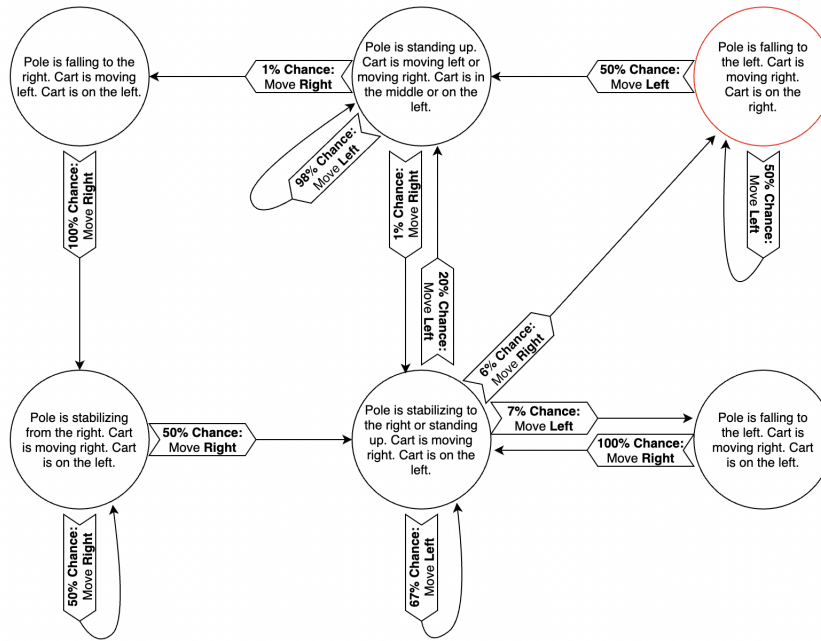 Pole is falling to the
right. Cart is moving
left. Cart is on the left.
1% Chance:
Move Right
Pole is standing up.
Cart is moving left or
moving right. Cart is in
the middle or on the
left.
50% Chance:
Move Left
Pole is falling to
the left. Cart is
moving right.
Cart is on the
right.
98% Chance:
Move Left
100% Chance:
Move Right
1% Chance:
Move Right
50% Chance:
Move Left
20% Chance:
Move Left
6% Chance:
Move Right
Pole is stabilizing
from the right. Cart
is moving right. Cart
is on the left.
50% Chance:
Move Right
Pole is stabilizing to
the right or standing
up. Cart is moving
right. Cart is on the
left.
7% Chance:
Move Left
100% Chance:
Move Right
Pole is falling to
the left. Cart is
moving right. Cart
is on the left.
50% Chance:
Move Right
67% Chance:
Move Left